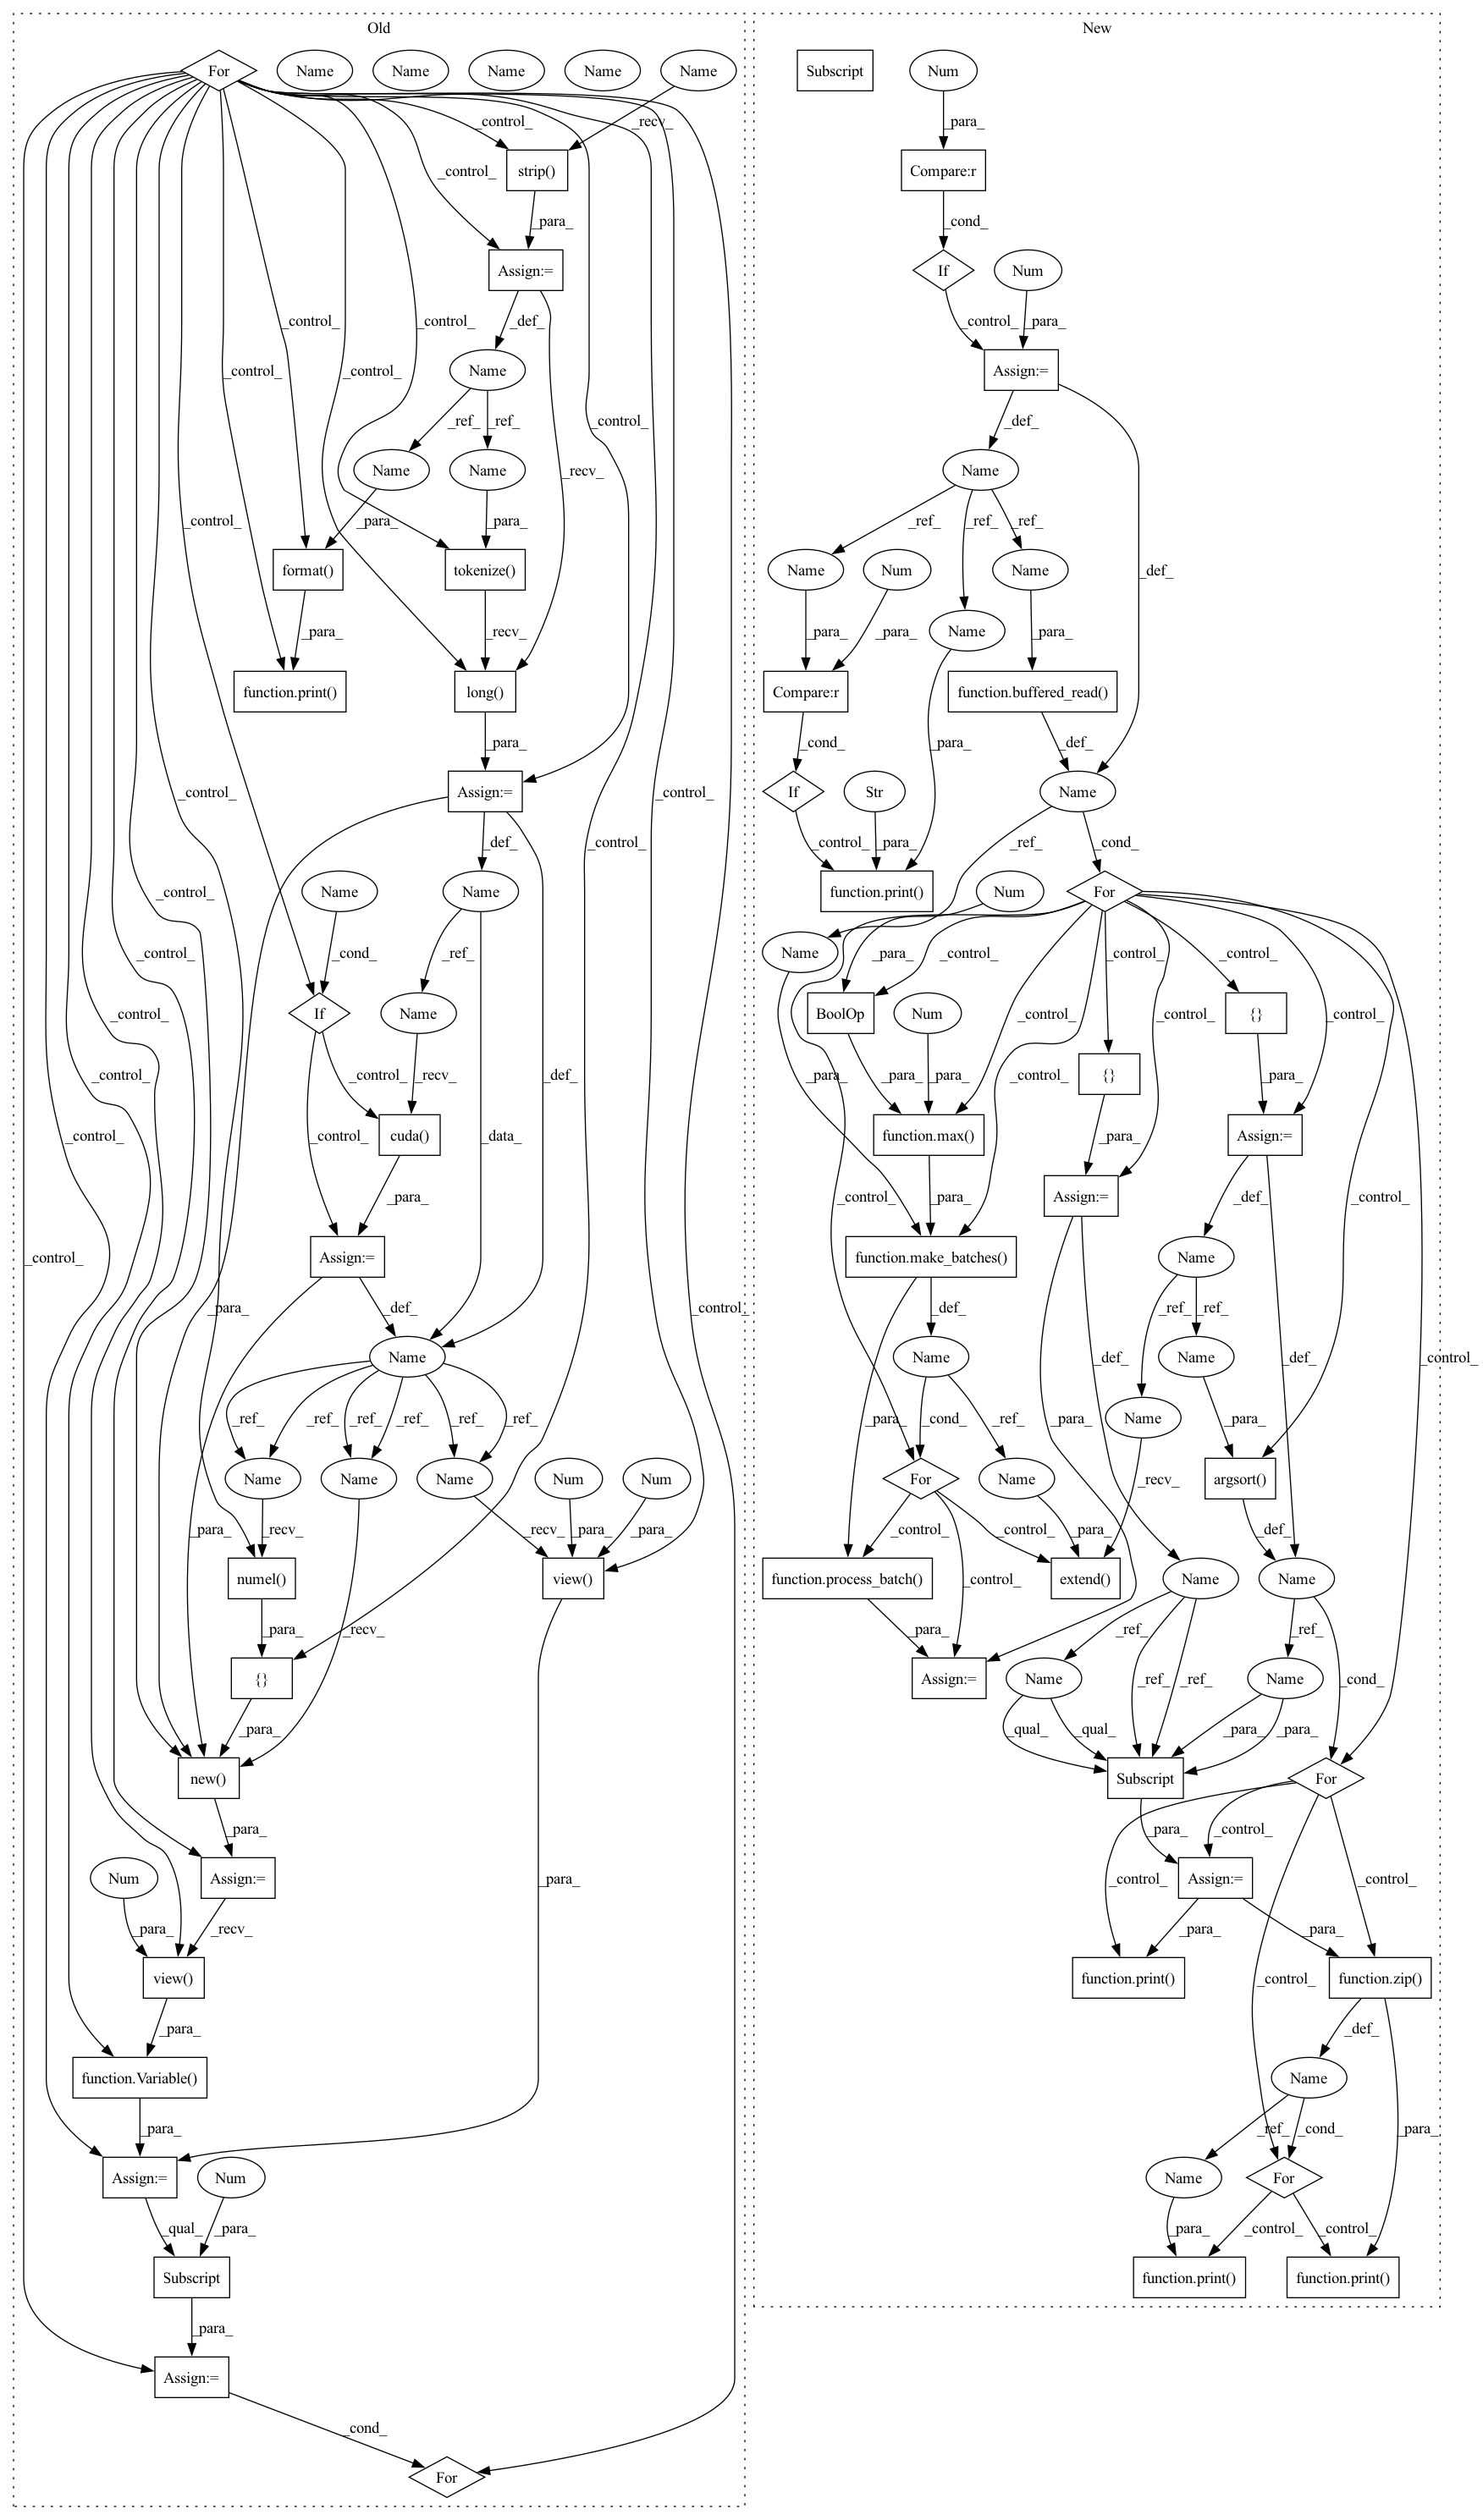 Old
New
For
Name
Name
Name
Name
Name
Subscript
Num
_control_
_recv_
_para_
strip()
Compare:r
_control_
_para_
_cond_
Assign:=
If
Num
_control_
_control_
_def_
_control_
_para_
Name
Assign:=
_control_
_control_
_ref_
_ref_
_control_
_recv_
_def_
Name
Name
Name
_para_
_para_
_ref_
_ref_
_ref_
_control_
format()
tokenize()
Name
Num
Name
_def_
_para_
_recv_
Name
_para_
_para_
_para_
function.print()
long()
Compare:r
function.buffered_read()
_para_
_cond_
_para_
_def_
_control_
_control_
Assign:=
If
Str
Name
_def_
_control_
_para_
_ref_
_cond_
_control_
Name
Name
function.print()
Num
For
_control_
_cond_
_ref_
Name
_para_
_control_
_control_
_control_
If
Name
BoolOp
Num
{}
_control_
_control_
_control_
_control_
_recv_
_def_
_para_
_para_
_para_
_control_
{}
_para_
_control_
cuda()
function.max()
Assign:=
_control_
_control_
_data_
_para_
_control_
_para_
_para_
_def_
_control_
Assign:=
Assign:=
function.make_batches()
Name
_control_
_para_
_def_
_control_
_def_
_ref_
_ref_
_def_
Name
Name
Name
_control_
_def_
_para_
_ref_
_ref_
_ref_
_ref_
_ref_
_ref_
_para_
_cond_
_ref_
_para_
Name
_para_
Name
Name
Name
Num
Num
For
Name
argsort()
_para_
_recv_
_recv_
_para_
_para_
_control_
_control_
_para_
_recv_
_def_
numel()
view()
function.process_batch()
extend()
Name
Name
_para_
_recv_
_para_
_control_
_ref_
_ref_
{}
Assign:=
Name
_ref_
_ref_
Name
_cond_
_para_
_qual_
_qual_
_para_
_para_
new()
Subscript
For
_para_
_para_
_para_
_control_
Num
Assign:=
_control_
Assign:=
_control_
_para_
_recv_
_control_
_para_
_para_
view()
function.print()
function.zip()
_para_
_def_
function.Variable()
Name
_para_
_ref_
_cond_
_para_
Assign:=
Num
Name
For
_qual_
_para_
_para_
_control_
_control_
Subscript
function.print()
function.print()
_para_
Assign:=
_cond_
For